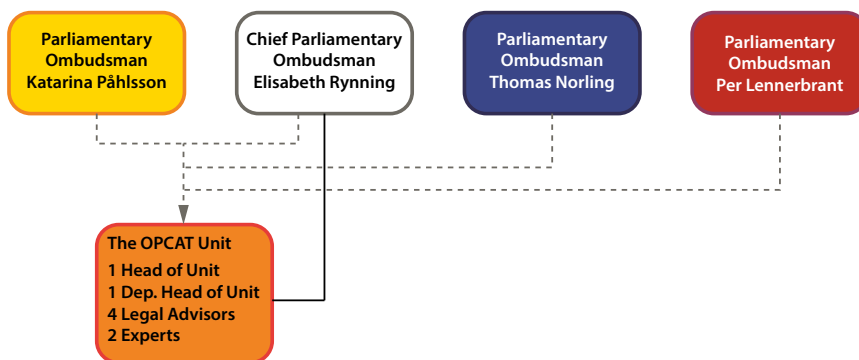 Parliamentary
Ombudsman
Katarina Påhlsson
Chief Parliamentary
Ombudsman
Elisabeth Rynning
Parliamentary
Ombudsman
Thomas Norling
Parliamentary
Ombudsman
Per Lennerbrant
The OPCAT Unit
1 Head of Unit
1 Dep. Head of Unit
4 Legal Advisors
2 Experts